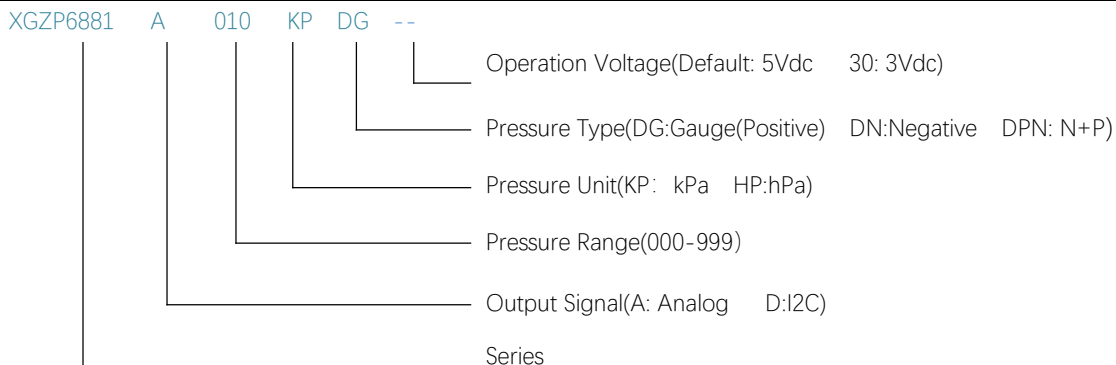 XGZP6881 A 010 KP DG --
Operation Voltage(Default: 5Vdc 30: 3Vdc)
Pressure Type(DG:Gauge(Positive) DN:Negative DPN: N+P)
Pressure Unit(KP: kPa HP:hPa)
Pressure Range(000-999)
Output Signal(A: Analog D:I2C)
Series